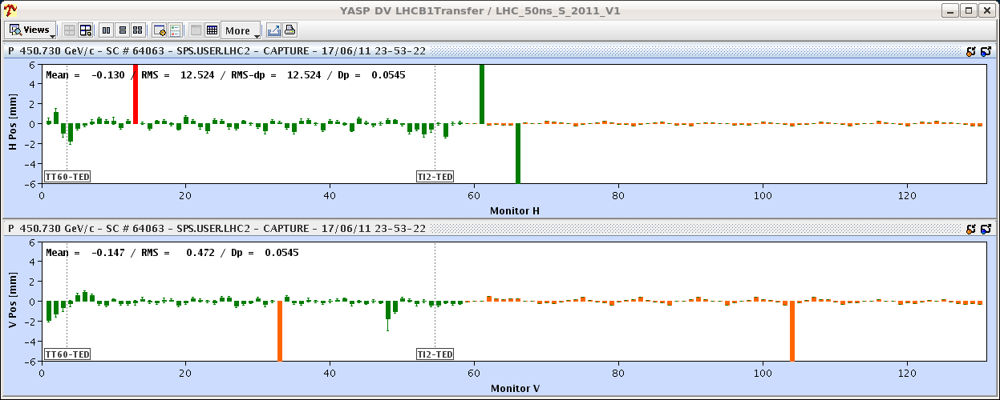 YASP DV LHCB1Transfer / LHC_50ns_S_2011_V1
Views More
P 450.730 GeV/c - SC # 64063 - SPS.USER.LHC2 - CAPTURE - 17/06/11 23-53-22
Mean = -0.130 / RMS = 12.524 / RMS-dp = 12.524 / Dp = 0.0545
H Pos [mm]
6
4
2
0
-2
-4
-6
TT60-TED TI2-TED
0 20 40 60 80 100 120
Monitor H
P 450.730 GeV/c - SC # 64063 - SPS.USER.LHC2 - CAPTURE - 17/06/11 23-53-22
Mean = -0.147 / RMS = 0.472 / Dp = 0.0545
V Pos [mm]
6
4
2
0
-2
-4
-6
TT60-TED TI2-TED
0 20 40 60 80 100 120
Monitor V